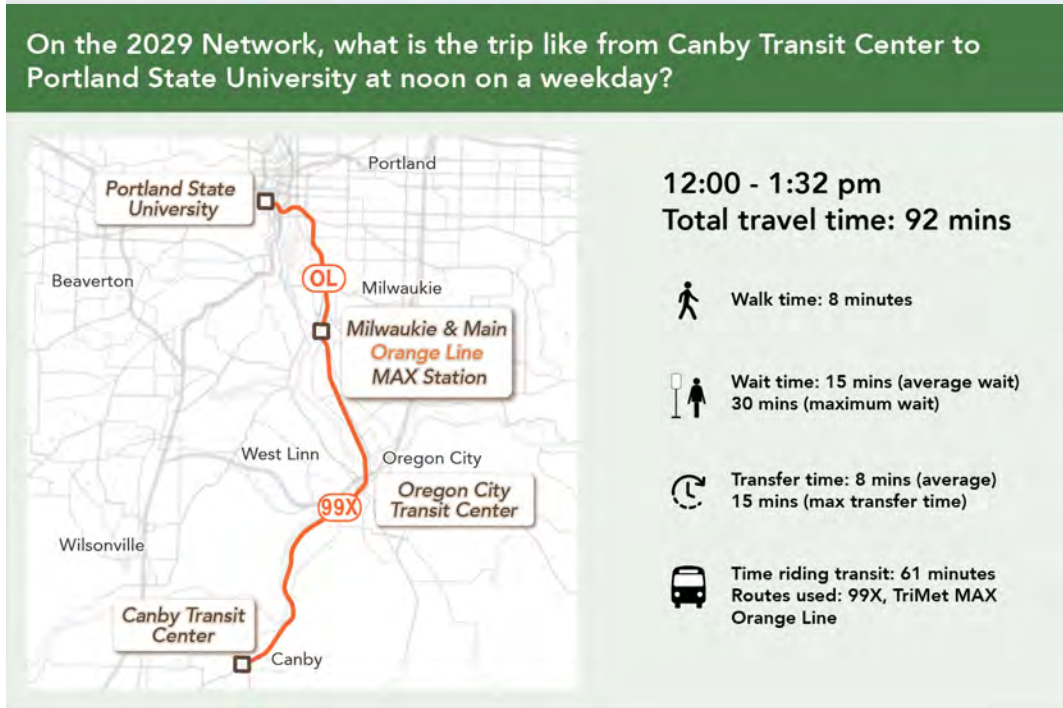 On the 2029 Network, what is the trip like from Canby Transit Center to
Portland State University at noon on a weekday?
Portland
Portland State
University
Beaverton
OL
Milwaukie
Milwaukie & Main
Orange Line
MAX Station
West Linn
Oregon City
Oregon City
Transit Center
99X
Wilsonville
Canby Transit
Center
Canby
12:00 - 1:32 pm
Total travel time: 92 mins
Walk time: 8 minutes
Wait time: 15 mins (average wait)
30 mins (maximum wait)
Transfer time: 8 mins (average)
15 mins (max transfer time)
Time riding transit: 61 minutes
Routes used: 99X, TriMet MAX
Orange Line